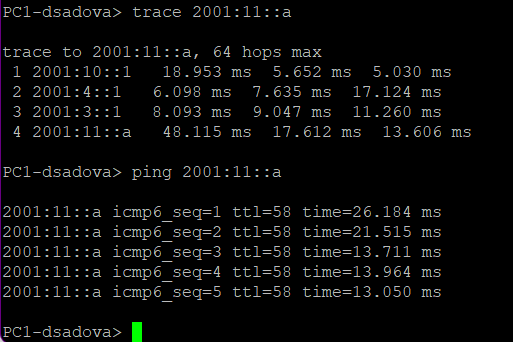 PC1-dsadova> trace 2001:11::a
trace to 2001:11::a, 64 hops max
1 2001:10::1   18.953 ms  5.652 ms  5.030 ms
2 2001:4::1   6.098 ms  7.635 ms  17.124 ms
3 2001:3::1   8.093 ms  9.047 ms  11.260 ms
4 2001:11::a   48.115 ms  17.612 ms  13.606 ms
PC1-dsadova> ping 2001:11::a
2001:11::a icmp6_seq=1 ttl=58 time=26.184 ms
2001:11::a icmp6_seq=2 ttl=58 time=21.515 ms
2001:11::a icmp6_seq=3 ttl=58 time=13.711 ms
2001:11::a icmp6_seq=4 ttl=58 time=13.964 ms
2001:11::a icmp6_seq=5 ttl=58 time=13.050 ms
PC1-dsadova>